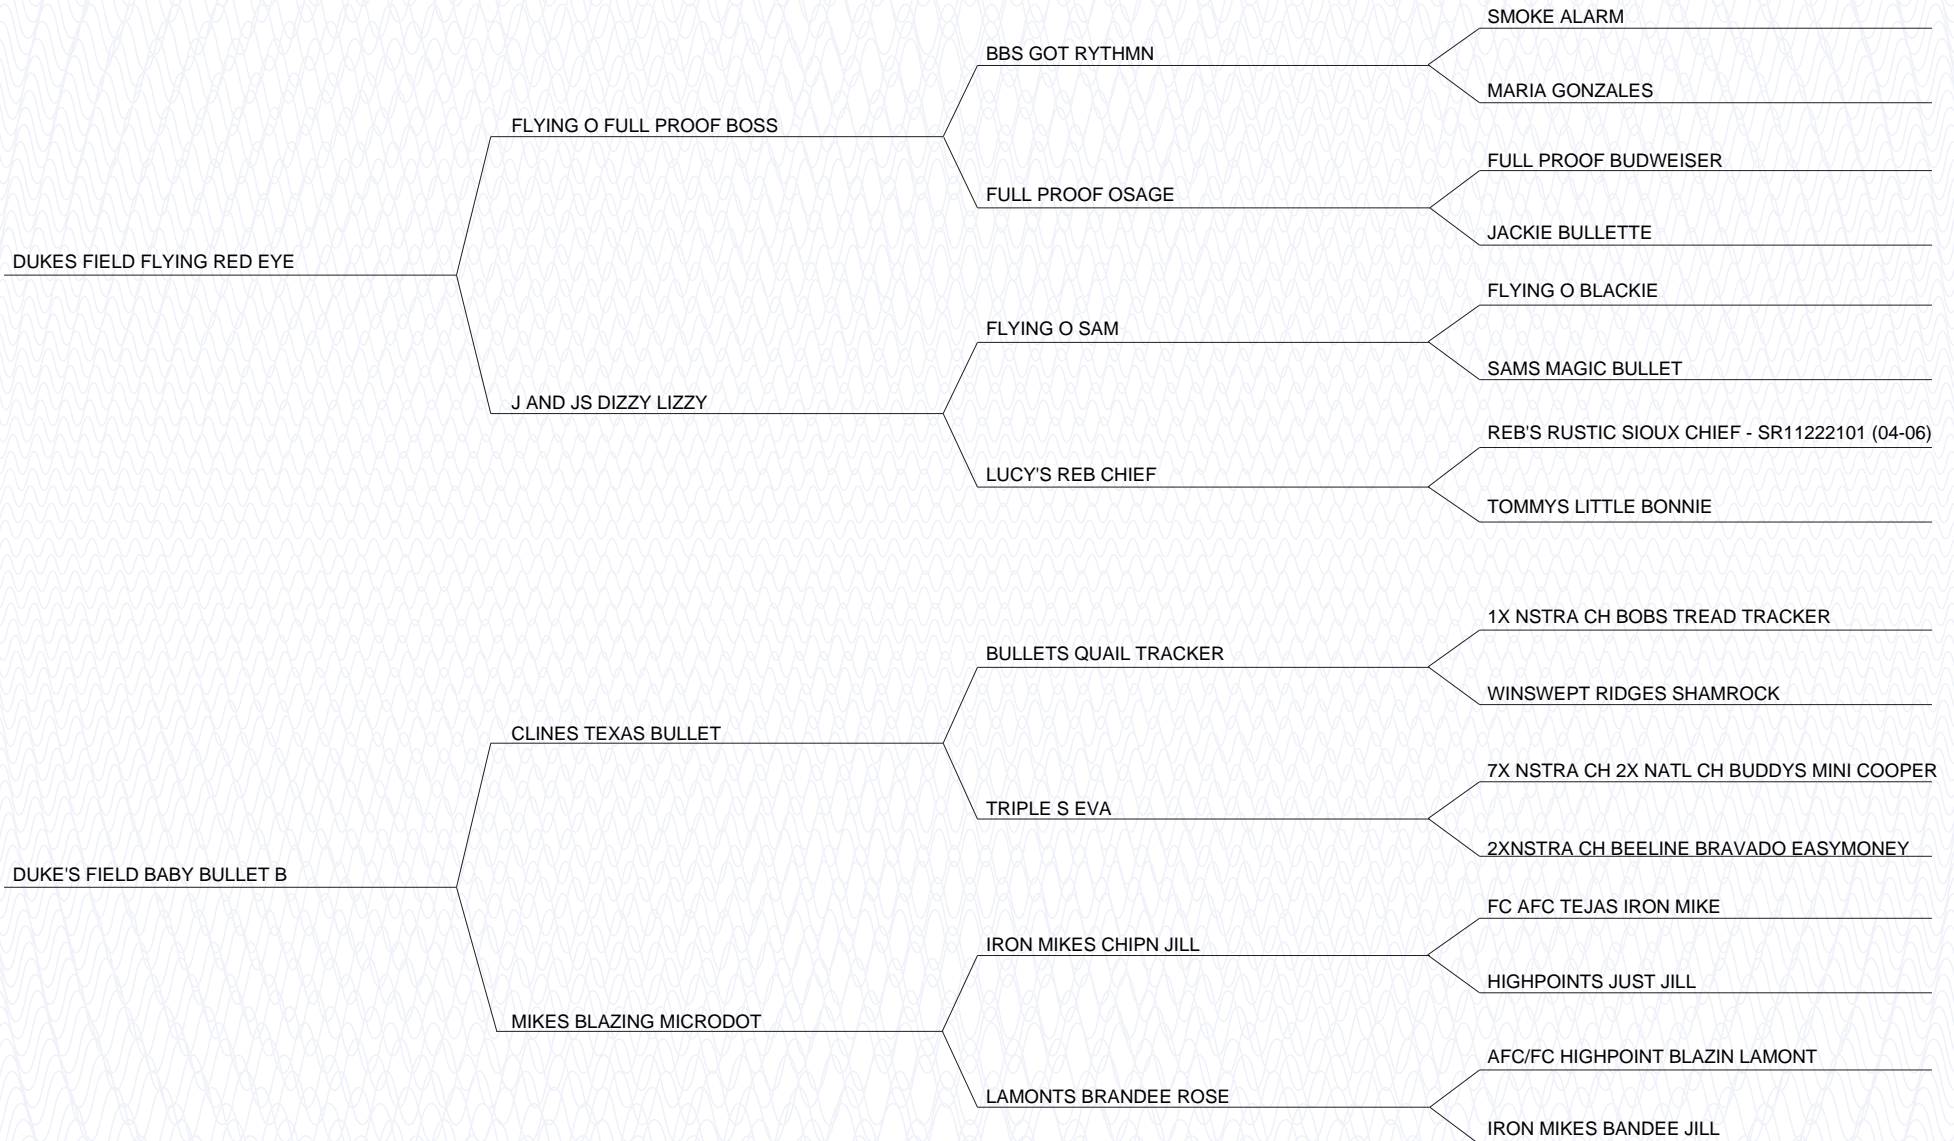 SMOKE ALARM
BBS GOT RYTHMN
MARIA GONZALES
FLYING O FULL PROOF BOSS
FULL PROOF BUDWEISER
FULL PROOF OSAGE
JACKIE BULLETTE
DUKES FIELD FLYING RED EYE
FLYING O BLACKIE
FLYING O SAM
SAMS MAGIC BULLET
J AND JS DIZZY LIZZY
REB'S RUSTIC SIOUX CHIEF - SR11222101 (04-06)
LUCY'S REB CHIEF
TOMMYS LITTLE BONNIE
1X NSTRA CH BOBS TREAD TRACKER
BULLETS QUAIL TRACKER
WINSWEPT RIDGES SHAMROCK
CLINES TEXAS BULLET
7X NSTRA CH 2X NATL CH BUDDYS MINI COOPER
TRIPLE S EVA
2XNSTRA CH BEELINE BRAVADO EASYMONEY
DUKE'S FIELD BABY BULLET B
FC AFC TEJAS IRON MIKE
IRON MIKES CHIPN JILL
HIGHPOINTS JUST JILL
MIKES BLAZING MICRODOT
AFC/FC HIGHPOINT BLAZIN LAMONT
LAMONTS BRANDEE ROSE
IRON MIKES BANDEE JILL